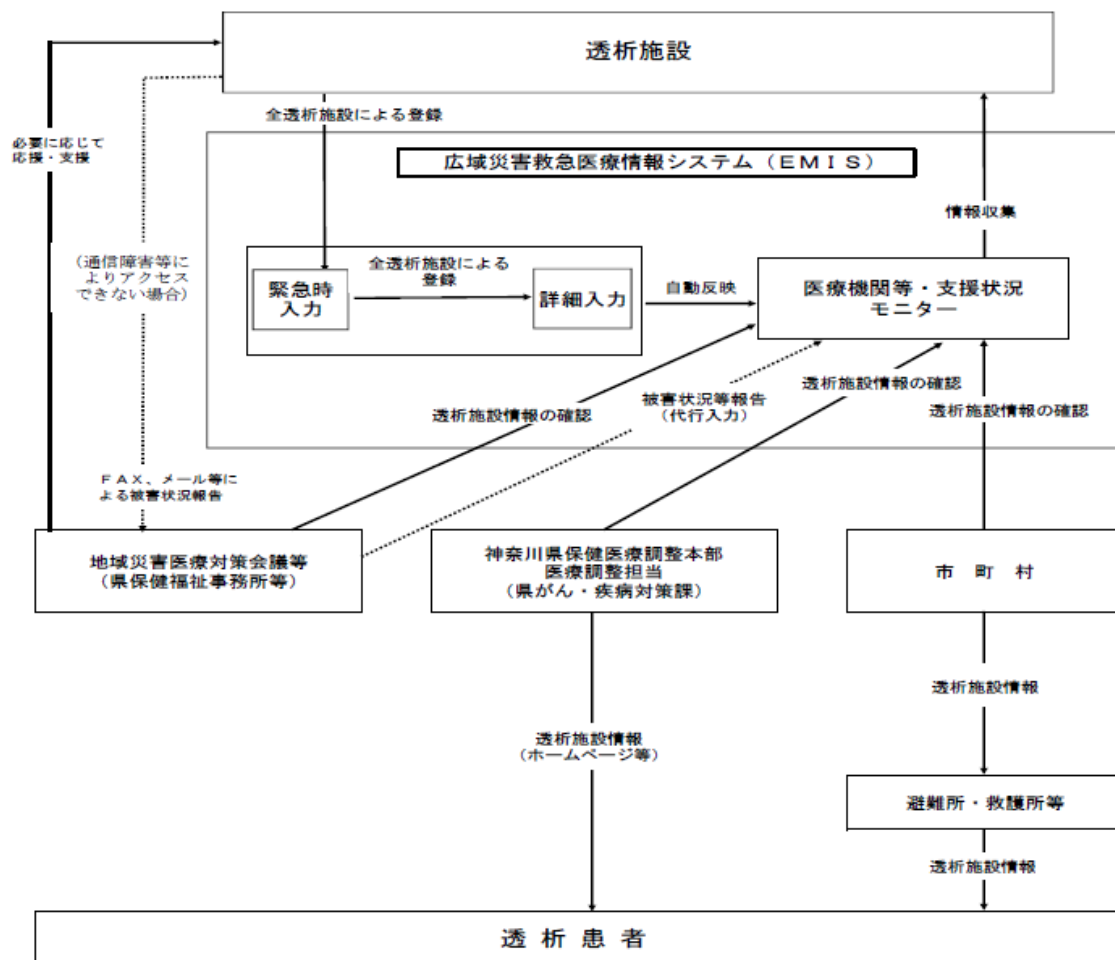 透析施設
全透析施設による登録
必要に応じて
応援・支援
広域災害救急医療情報システム（ＥＭＩＳ）
情報収集
（通信障害等に
よりアクセス
できない場合）
全透析施設による
登録
緊急時
入力
詳細入力
自動反映
医療機関等・支援状況
モニター
透析施設情報の確認
被害状況等報告
（代行入力）
透析施設情報の確認
透析施設情報の確認
ＦＡＸ、メール等に
よる被害状況報告
地域災害医療対策会議等
（県保健福祉事務所等）
神奈川県保健医療調整本部
医療調整担当
（県がん・疾病対策課）
市 町 村
透析施設情報
透析施設情報
（ホームページ等）
避難所・救護所等
透析施設情報
透 析 患 者